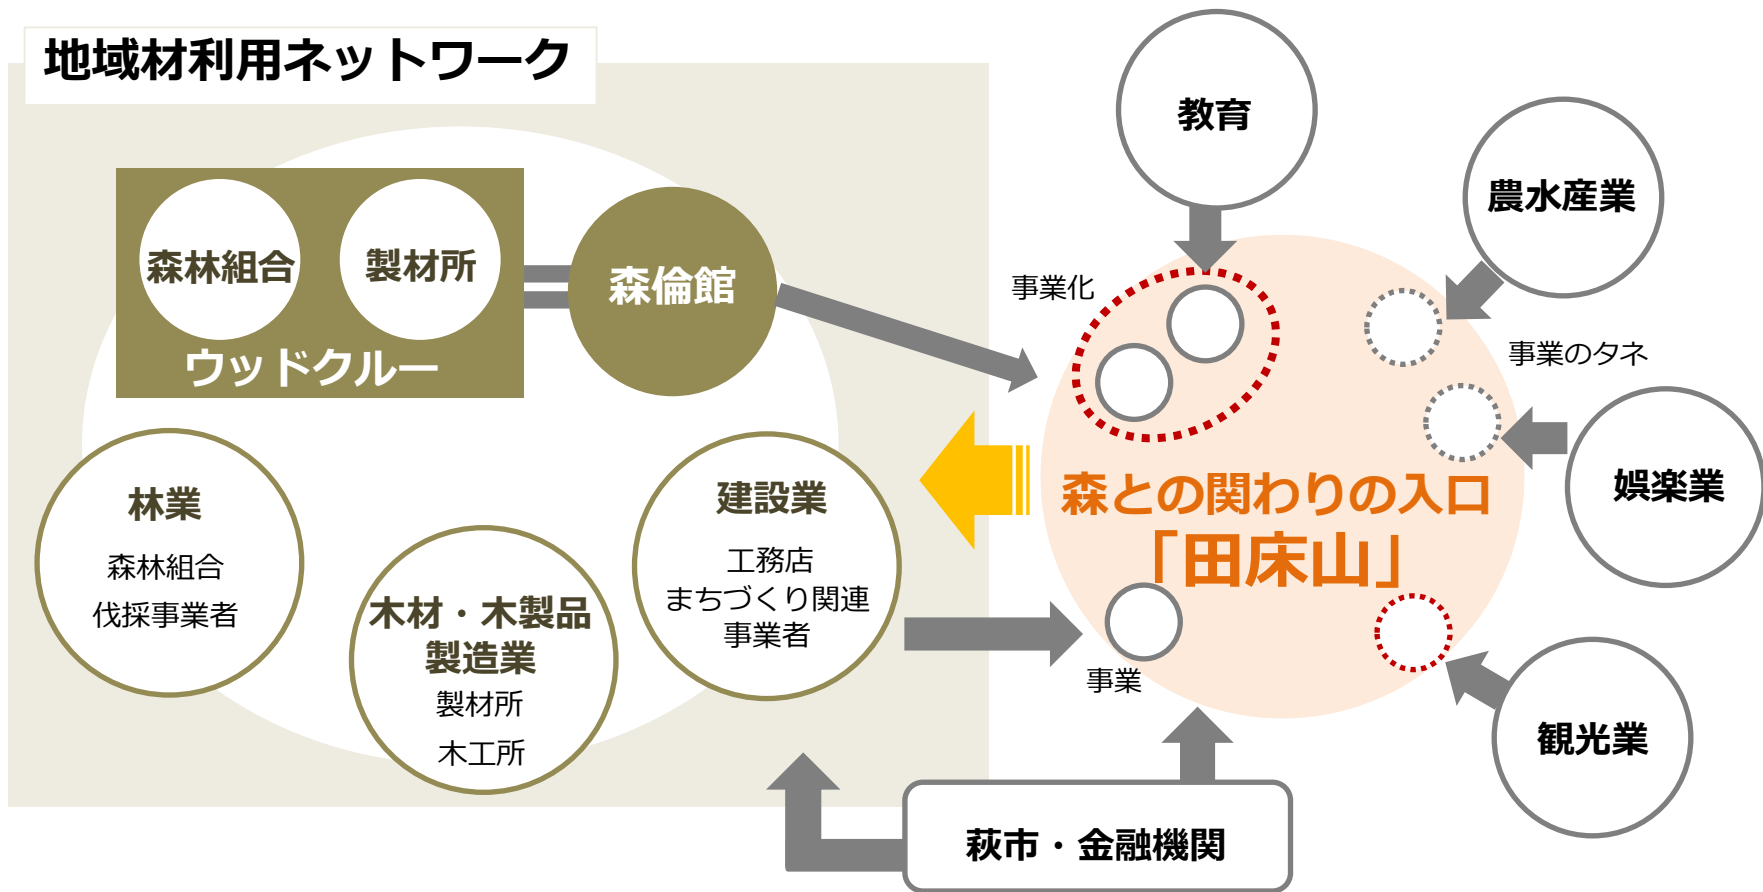 地域材利用ネットワーク
森林組合
製材所
ウッドクルー
森倫館
林業
森林組合
伐採事業者
木材・木製品
製造業
製材所
木工所
建設業
工務店
まちづくり関連
事業者
教育
農水産業
事業化
事業のタネ
娯楽業
森との関わりの入口
「田床山」
事業
観光業
萩市・金融機関